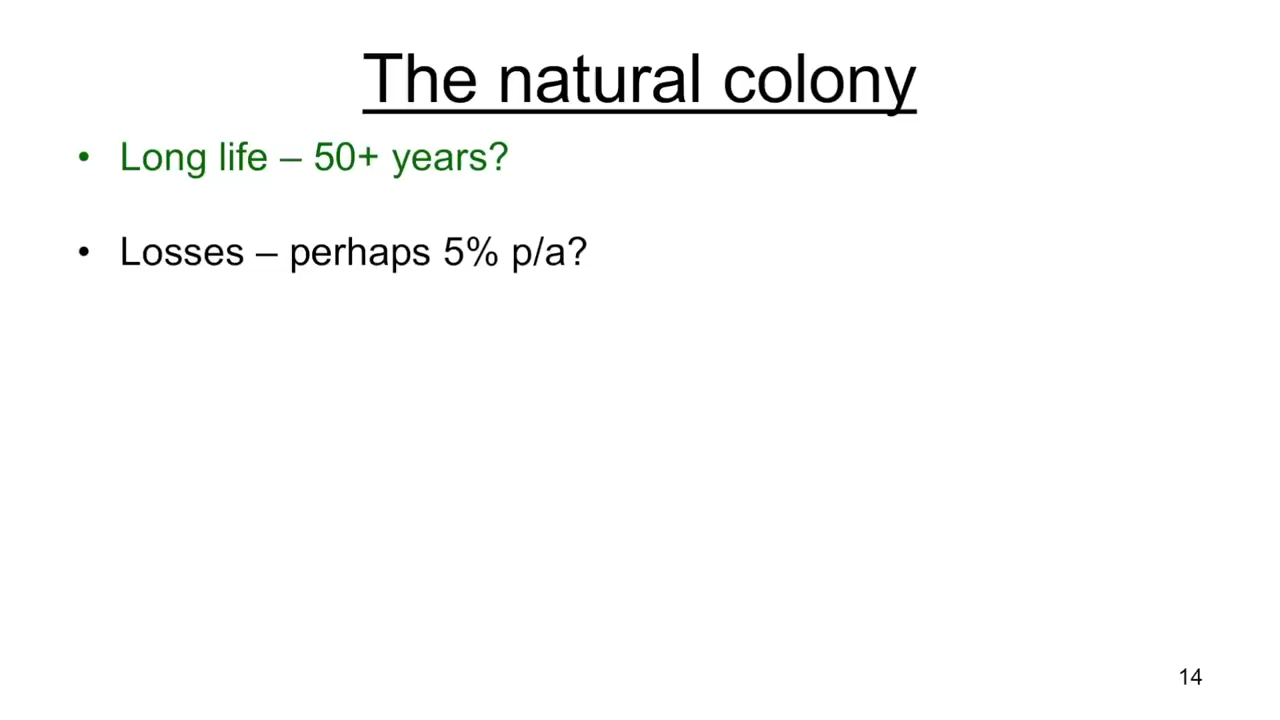 The natural colony
• Long life – 50+ years?
• Losses – perhaps 5% p/a?
14